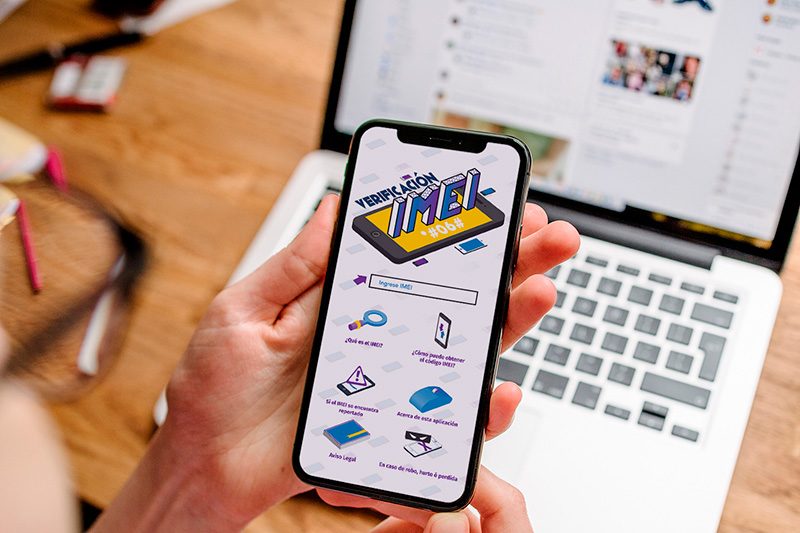 VERIFICACIÓN
IMEI
*#06#
Ingrese IMEI
¿Qué es el IMEI?
¿Cómo puedo obtener
el código IMEI?
Si el IMEI se encuentra
reportado
Acerca de esta aplicación
Aviso Legal
En caso de robo, hurto ó perdida